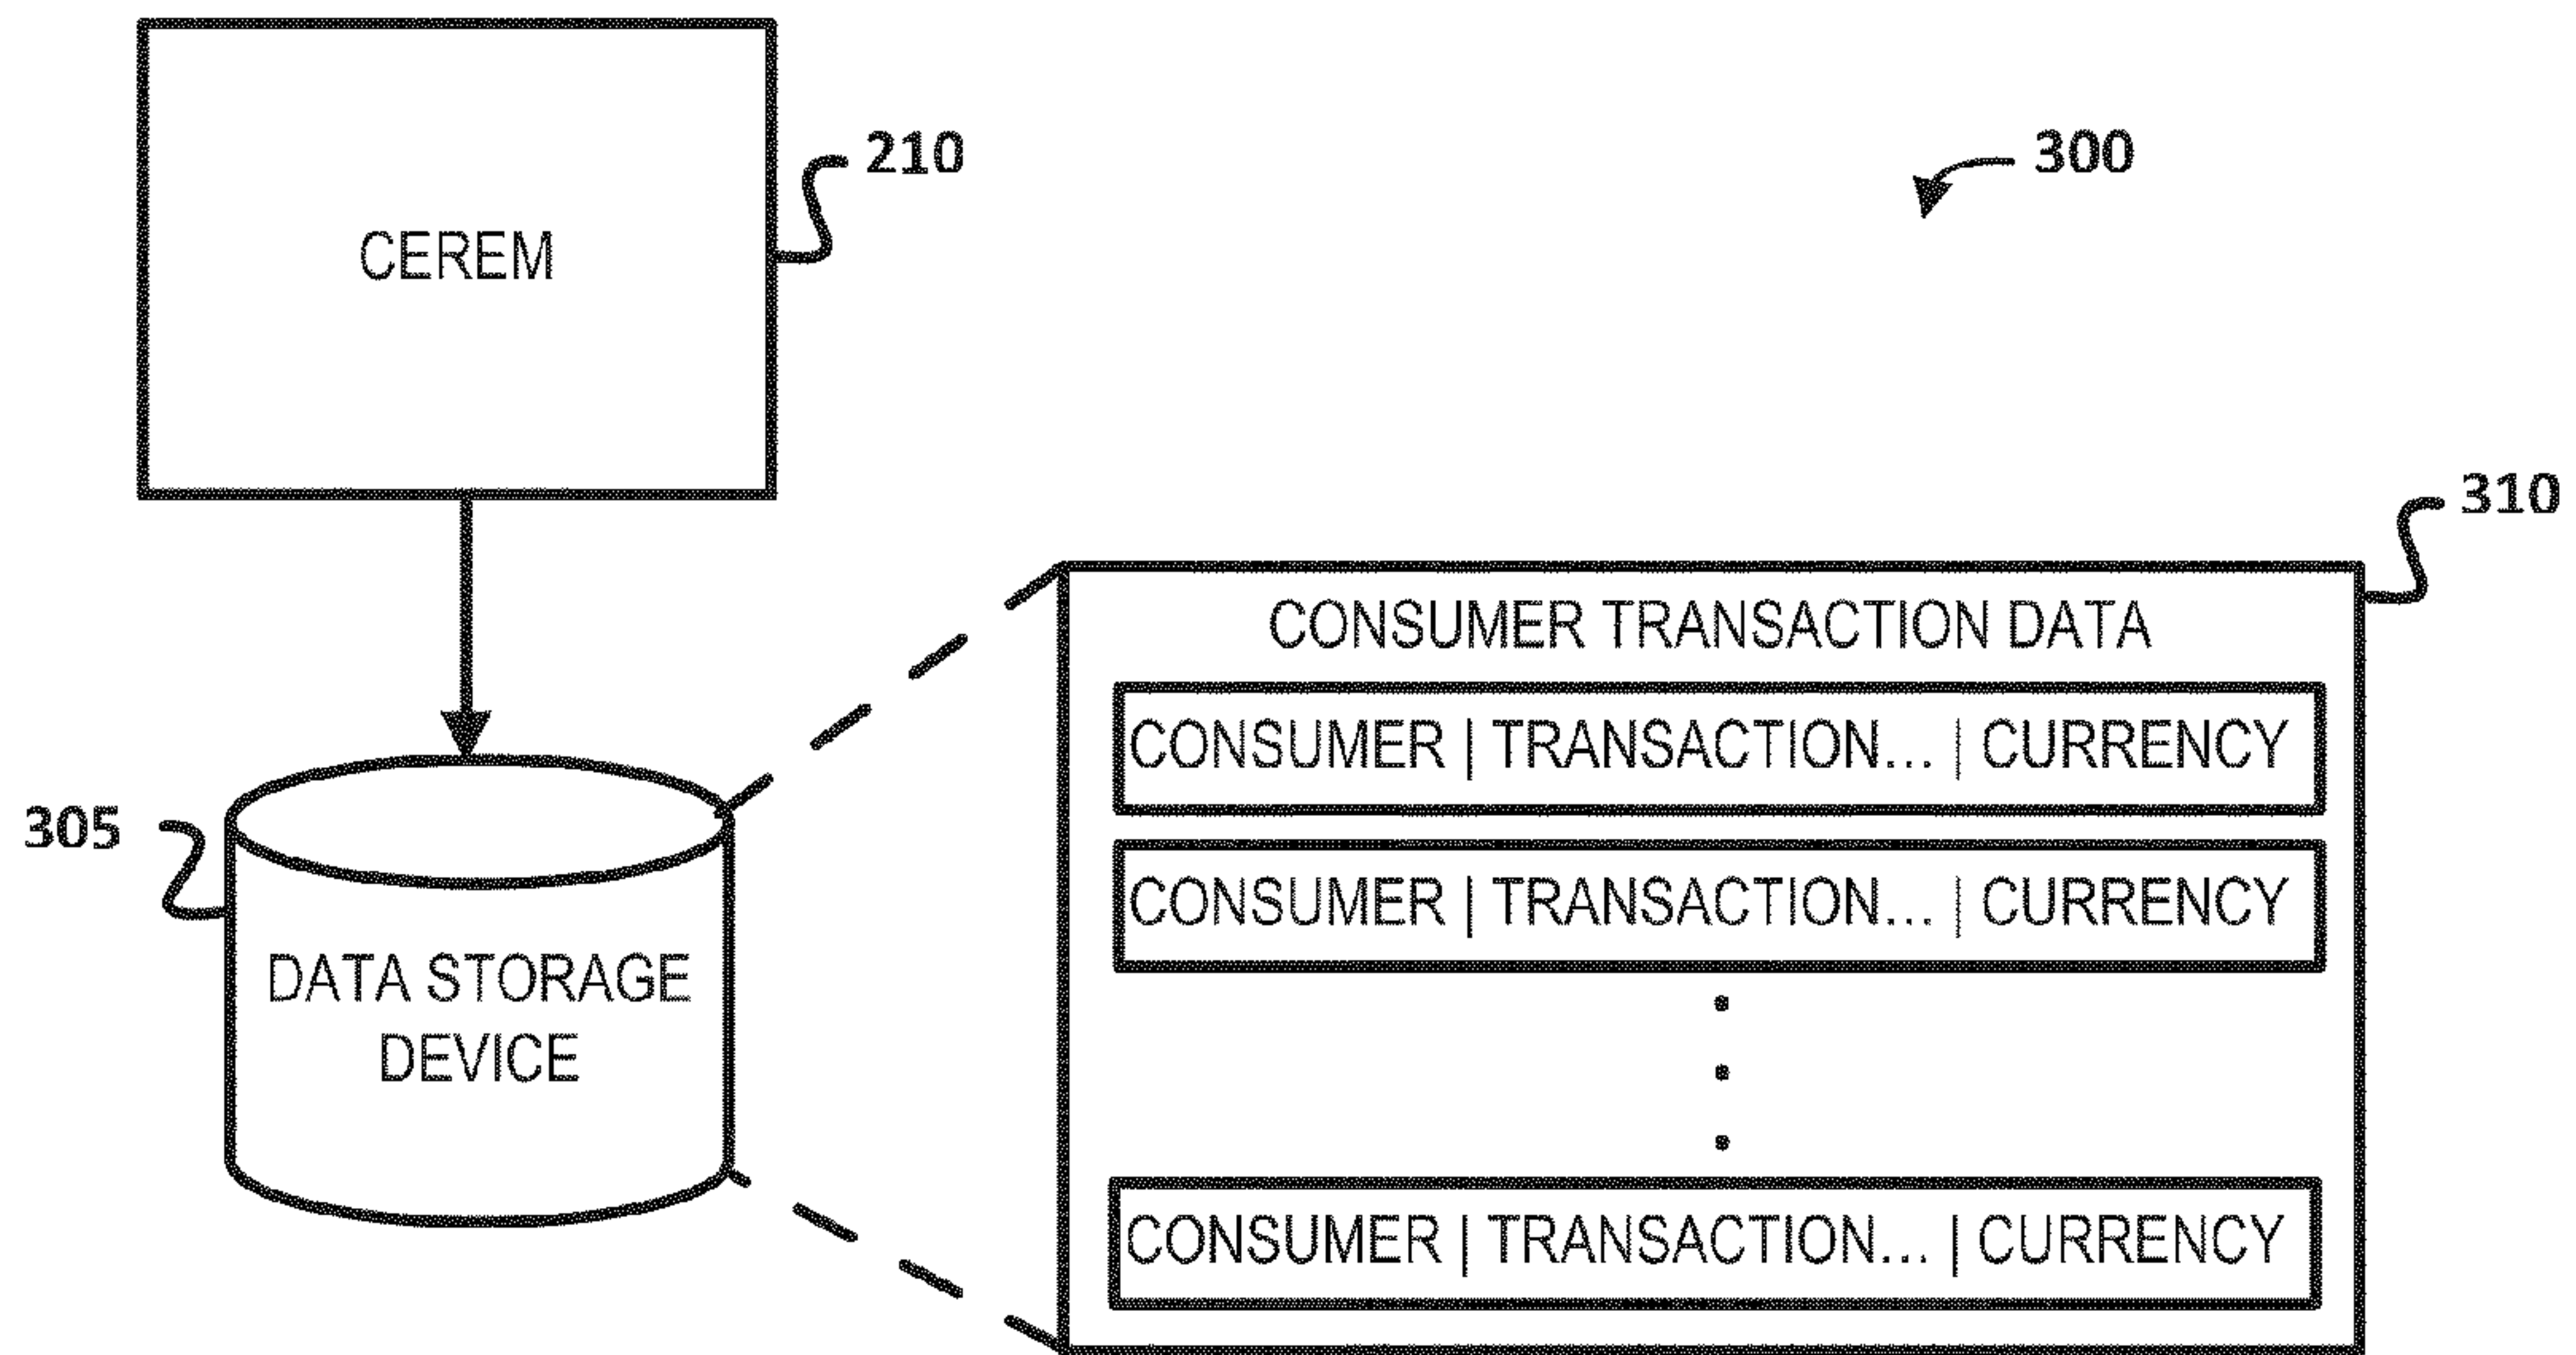 210
300
CEREM
310
CONSUMER TRANSACTION DATA
CONSUMER | TRANSACTION... | CURRENCY
305
CONSUMER | TRANSACTION... | CURRENCY
DATA STORAGE
DEVICE
CONSUMER | TRANSACTION... | CURRENCY